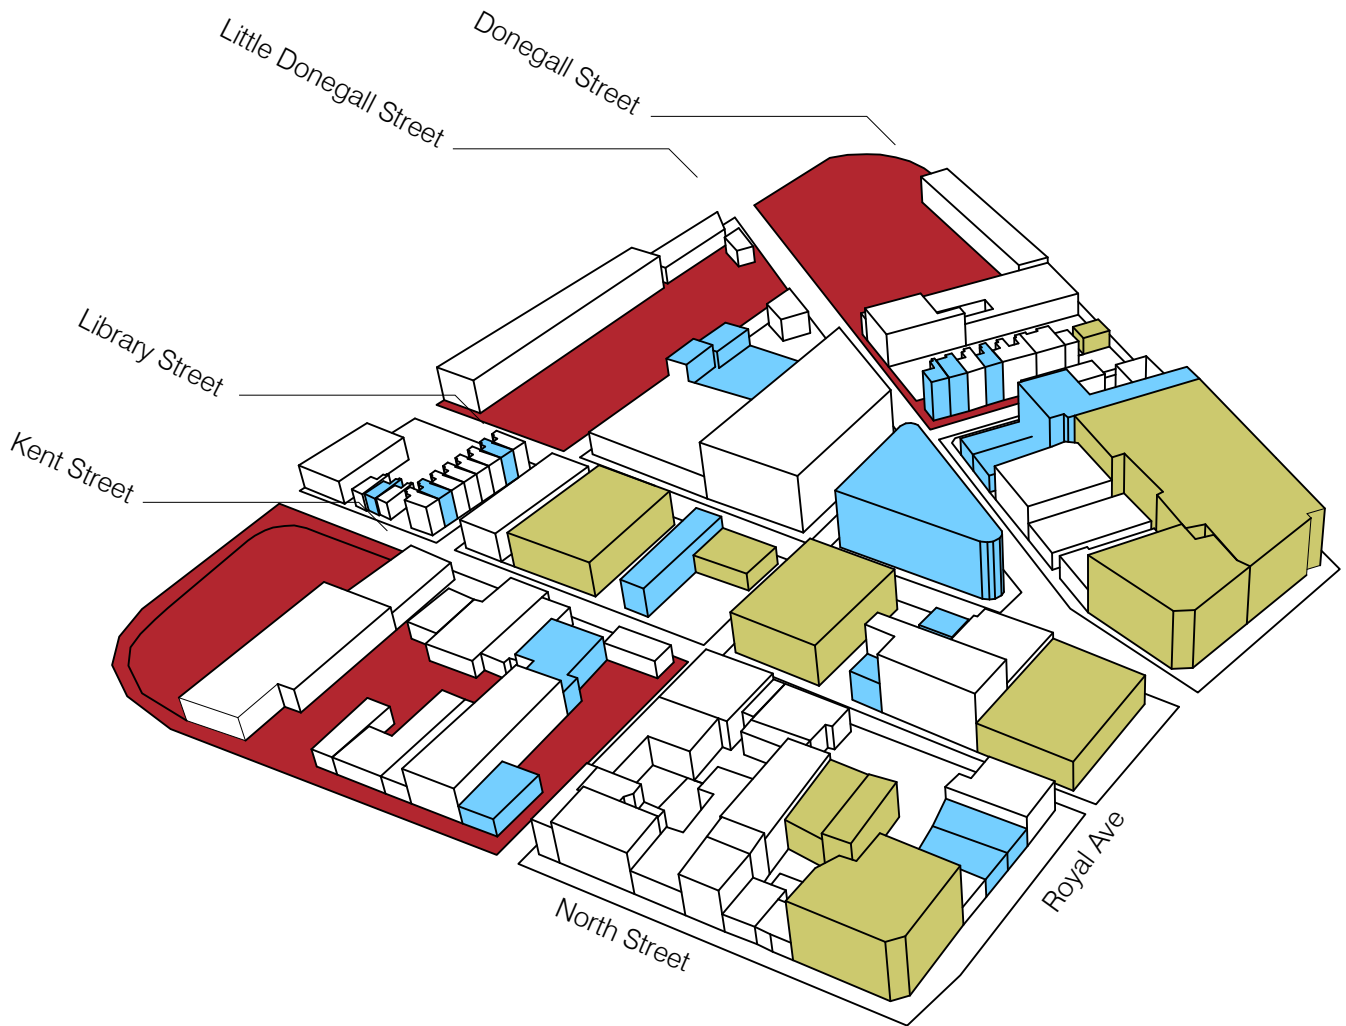 Donegall Street
Little Donegall Street
Library Street
Kent Street
Royal Ave
North Street